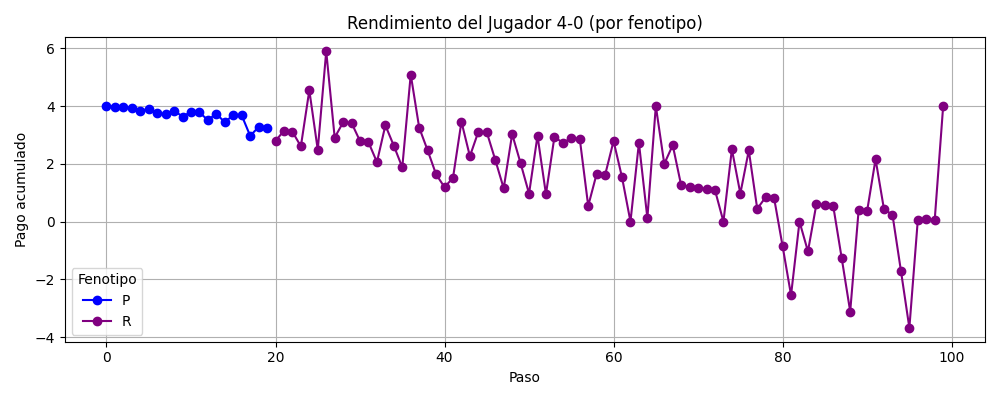 Rendimiento del Jugador 4-0 (por fenotipo)
Pago acumulado
6
4
2
0
−2
−4
Fenotipo
P
R
0 20 40 60 80 100
Paso